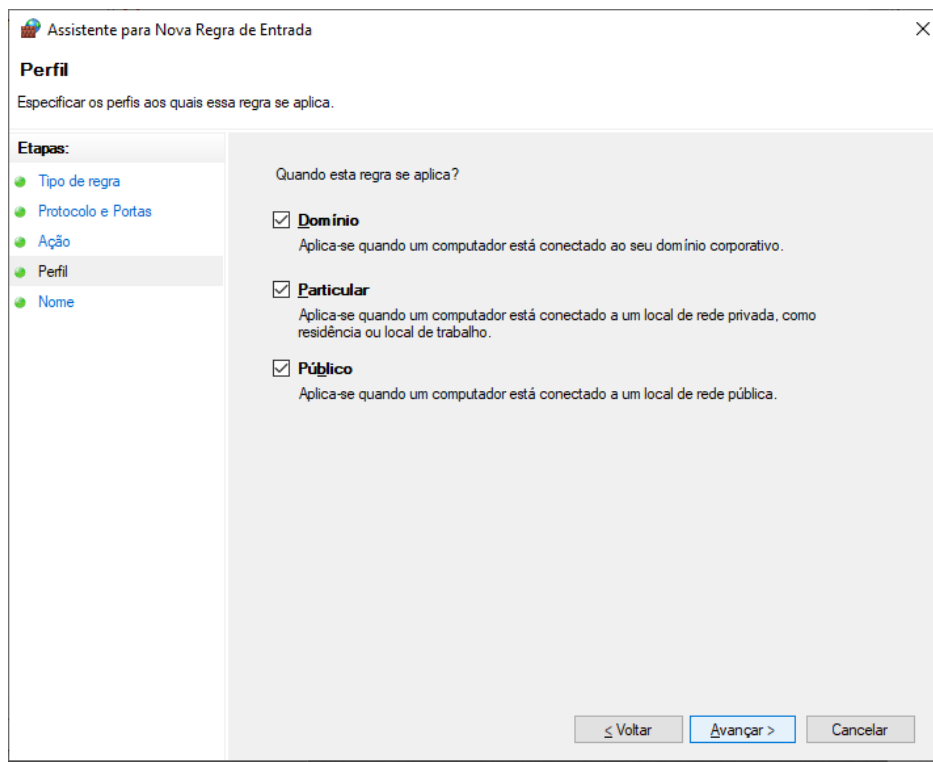 Assistente para Nova Regra de Entrada
Perfil
Especificar os perfis aos quais essa regra se aplica.
Etapas:
Tipo de regra
Protocolo e Portas
Ação
Perfil
Nome
Quando esta regra se aplica?
Domínio
Aplica-se quando um computador está conectado ao seu domínio corporativo.
Particular
Aplica-se quando um computador está conectado a um local de rede privada, como
residência ou local de trabalho.
Público
Aplica-se quando um computador está conectado a um local de rede pública.
< Voltar
Avançar >
Cancelar